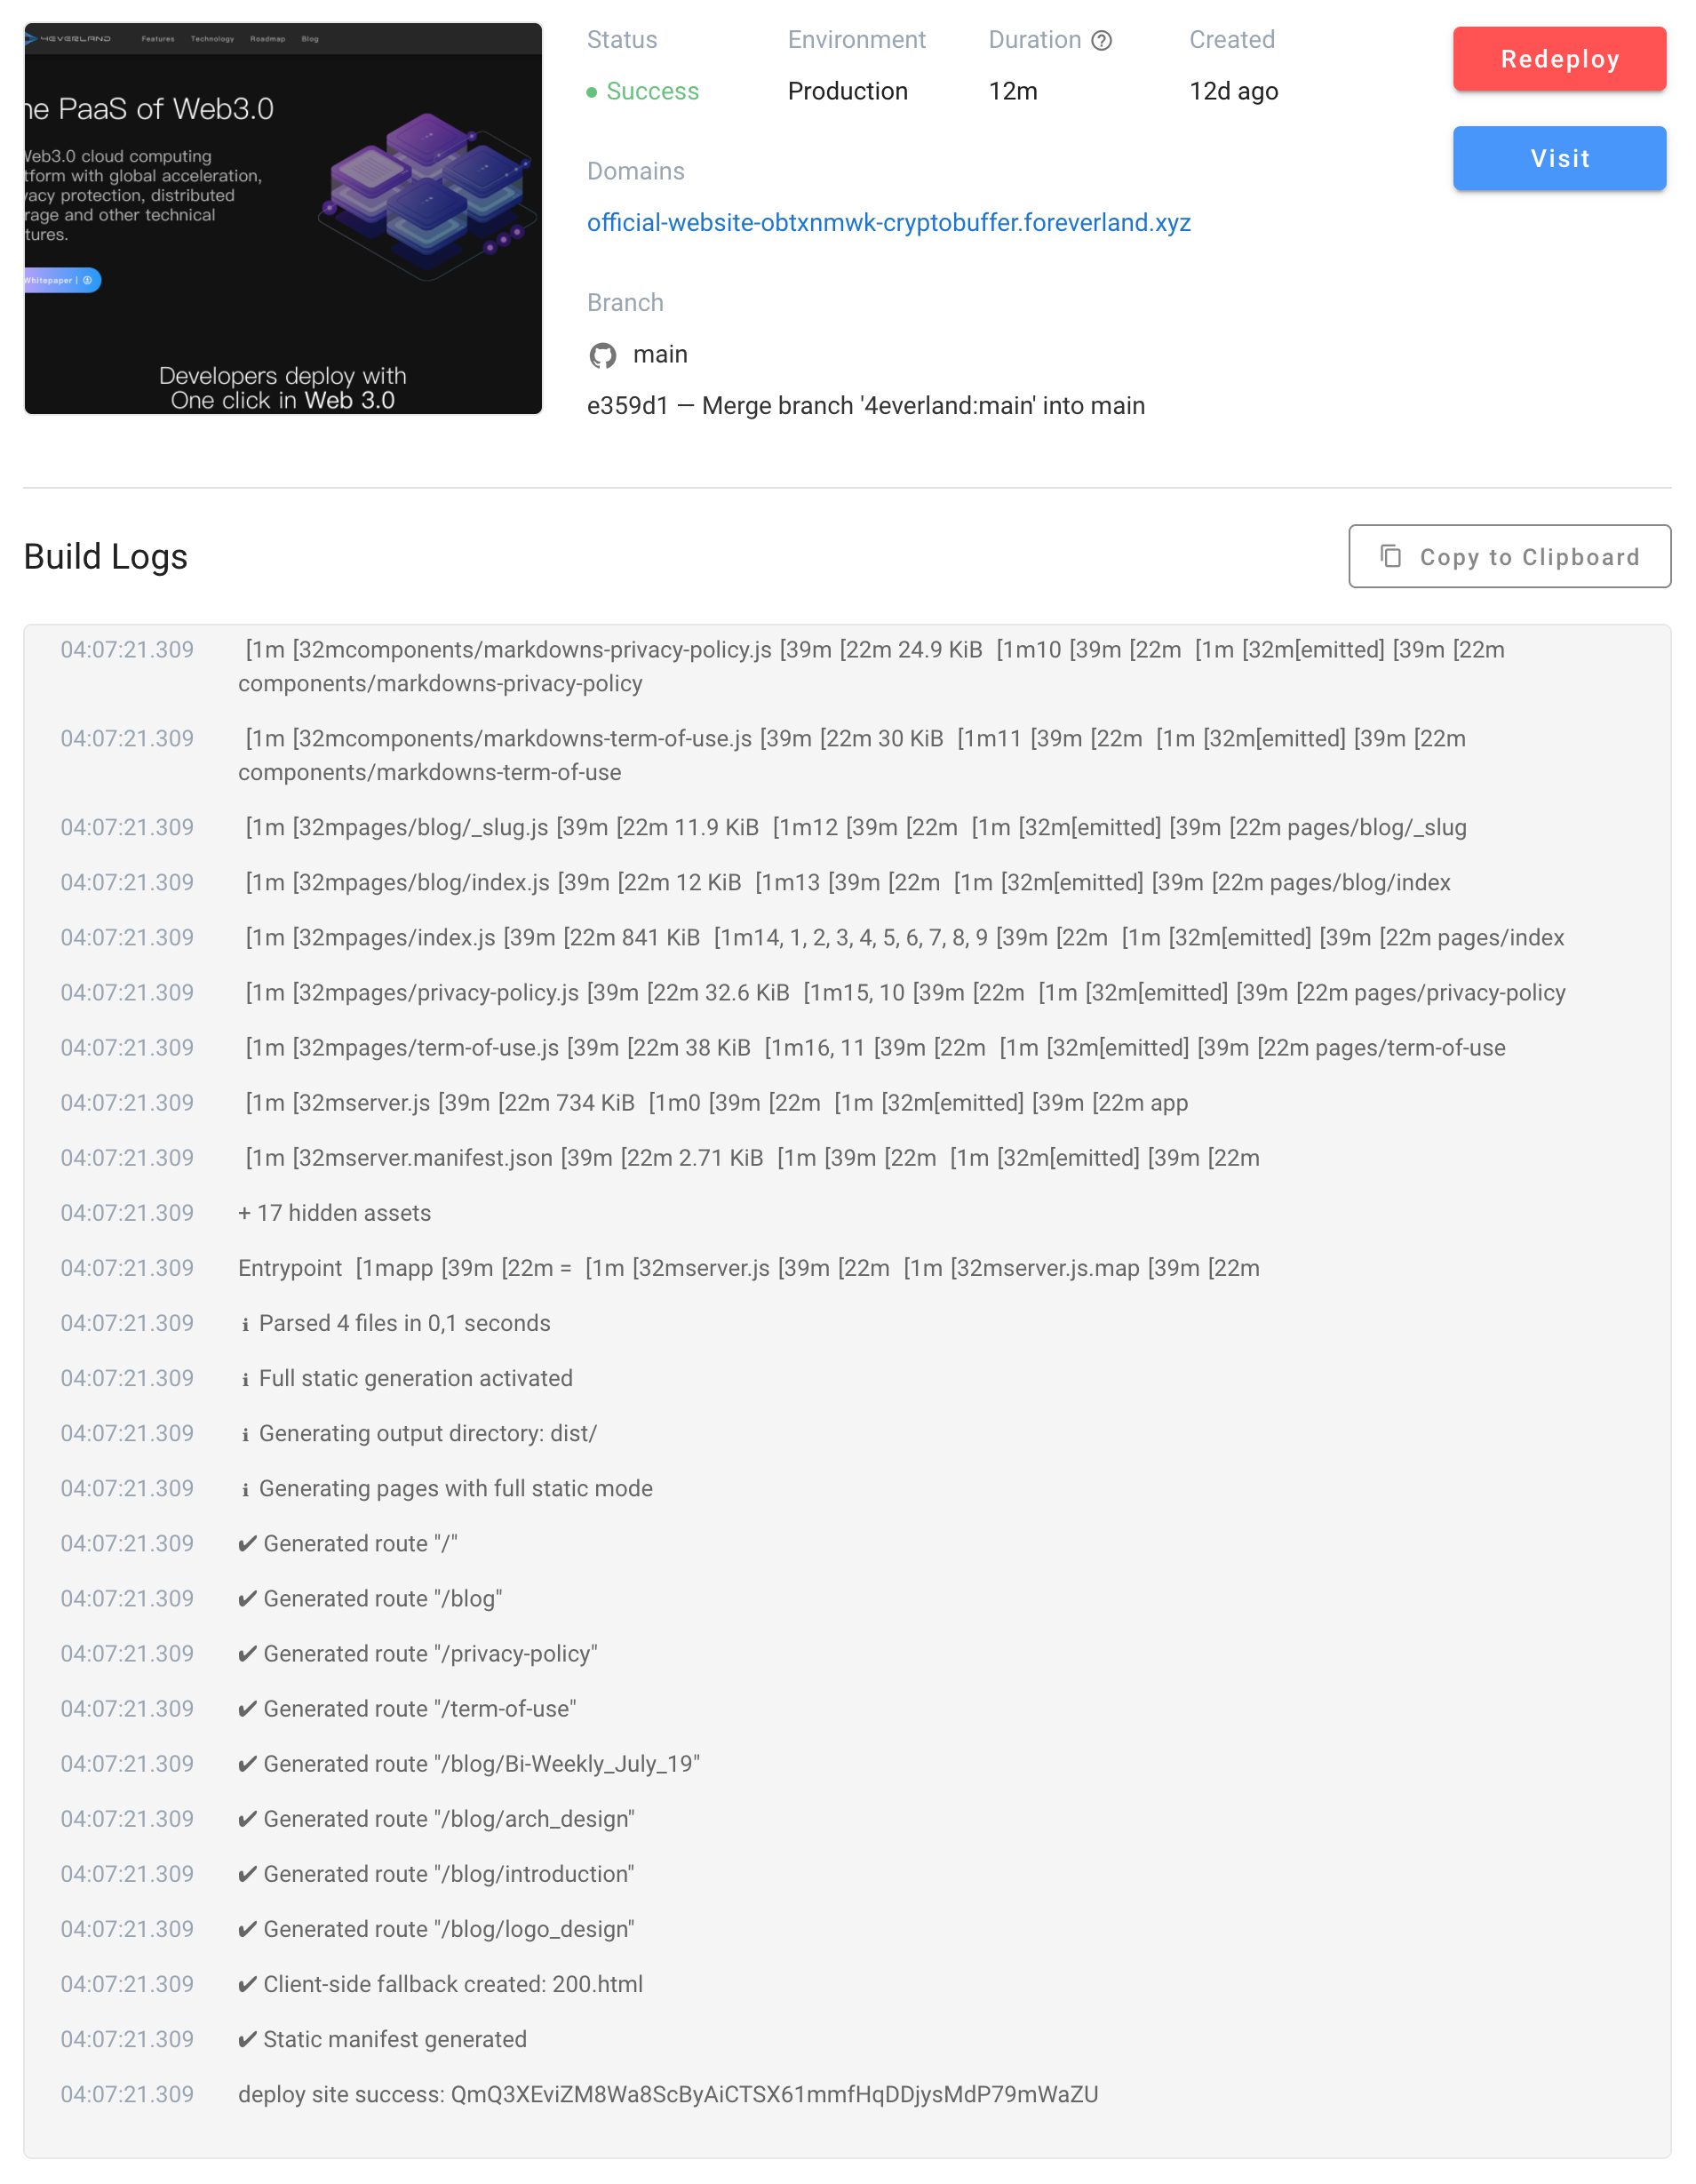 4EVERLAND Features Technology Roadmap Blog
he PaaS of Web3.0
Web3.0 cloud computing
tform with global acceleration,
vacy protection, distributed
rage and other technical
tures.
Whitepaper |
Developers deploy with
One click in Web 3.0
Status Environment Duration Created
Success Production 12m 12d ago
Redeploy
Visit
Domains
official-website-obtxnmwk-cryptobuffer.foreverland.xyz
Branch
main
e359d1 — Merge branch '4everland:main' into main
Build Logs
Copy to Clipboard
04:07:21.309 [1m [32mcomponents/markdowns-privacy-policy.js [39m [22m 24.9 KiB [1m10 [39m [22m [1m [32m[emitted] [39m [22m
components/markdowns-privacy-policy
04:07:21.309 [1m [32mcomponents/markdowns-term-of-use.js [39m [22m 30 KiB [1m11 [39m [22m [1m [32m[emitted] [39m [22m
components/markdowns-term-of-use
04:07:21.309 [1m [32mpages/blog/_slug.js [39m [22m 11.9 KiB [1m12 [39m [22m [1m [32m[emitted] [39m [22m pages/blog/_slug
04:07:21.309 [1m [32mpages/blog/index.js [39m [22m 12 KiB [1m13 [39m [22m [1m [32m[emitted] [39m [22m pages/blog/index
04:07:21.309 [1m [32mpages/index.js [39m [22m 841 KiB [1m14, 1, 2, 3, 4, 5, 6, 7, 8, 9 [39m [22m [1m [32m[emitted] [39m [22m pages/index
04:07:21.309 [1m [32mpages/privacy-policy.js [39m [22m 32.6 KiB [1m15, 10 [39m [22m [1m [32m[emitted] [39m [22m pages/privacy-policy
04:07:21.309 [1m [32mpages/term-of-use.js [39m [22m 38 KiB [1m16, 11 [39m [22m [1m [32m[emitted] [39m [22m pages/term-of-use
04:07:21.309 [1m [32mserver.js [39m [22m 734 KiB [1m0 [39m [22m [1m [32m[emitted] [39m [22m app
04:07:21.309 [1m [32mserver.manifest.json [39m [22m 2.71 KiB [1m [39m [22m [1m [32m[emitted] [39m [22m
04:07:21.309 + 17 hidden assets
04:07:21.309 Entrypoint [1mapp [39m [22m = [1m [32mserver.js [39m [22m [1m [32mserver.js.map [39m [22m
04:07:21.309 ℹ Parsed 4 files in 0,1 seconds
04:07:21.309 ℹ Full static generation activated
04:07:21.309 ℹ Generating output directory: dist/
04:07:21.309 ℹ Generating pages with full static mode
04:07:21.309 ✔ Generated route "/"
04:07:21.309 ✔ Generated route "/blog"
04:07:21.309 ✔ Generated route "/privacy-policy"
04:07:21.309 ✔ Generated route "/term-of-use"
04:07:21.309 ✔ Generated route "/blog/Bi-Weekly_July_19"
04:07:21.309 ✔ Generated route "/blog/arch_design"
04:07:21.309 ✔ Generated route "/blog/introduction"
04:07:21.309 ✔ Generated route "/blog/logo_design"
04:07:21.309 ✔ Client-side fallback created: 200.html
04:07:21.309 ✔ Static manifest generated
04:07:21.309 deploy site success: QmQ3XEviZM8Wa8ScByAiCTSX61mmfHqDDjysMdP79mWaZU